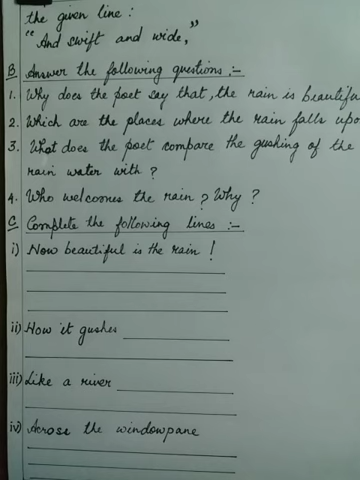 the given line :
"And swift and wide,"
B Answer the following questions :-
1. Why does the poet say that, the rain is beautiful
2. Which are the places where the rain falls upo
3. What does the poet compare the gushing of the
rain water with ?
4. Who welcomes the rain ? Why ?
C Complete the following lines :-
i) How beautiful is the rain !
ii) How it gushes
iii) Like a river
iv) Across the windowpane